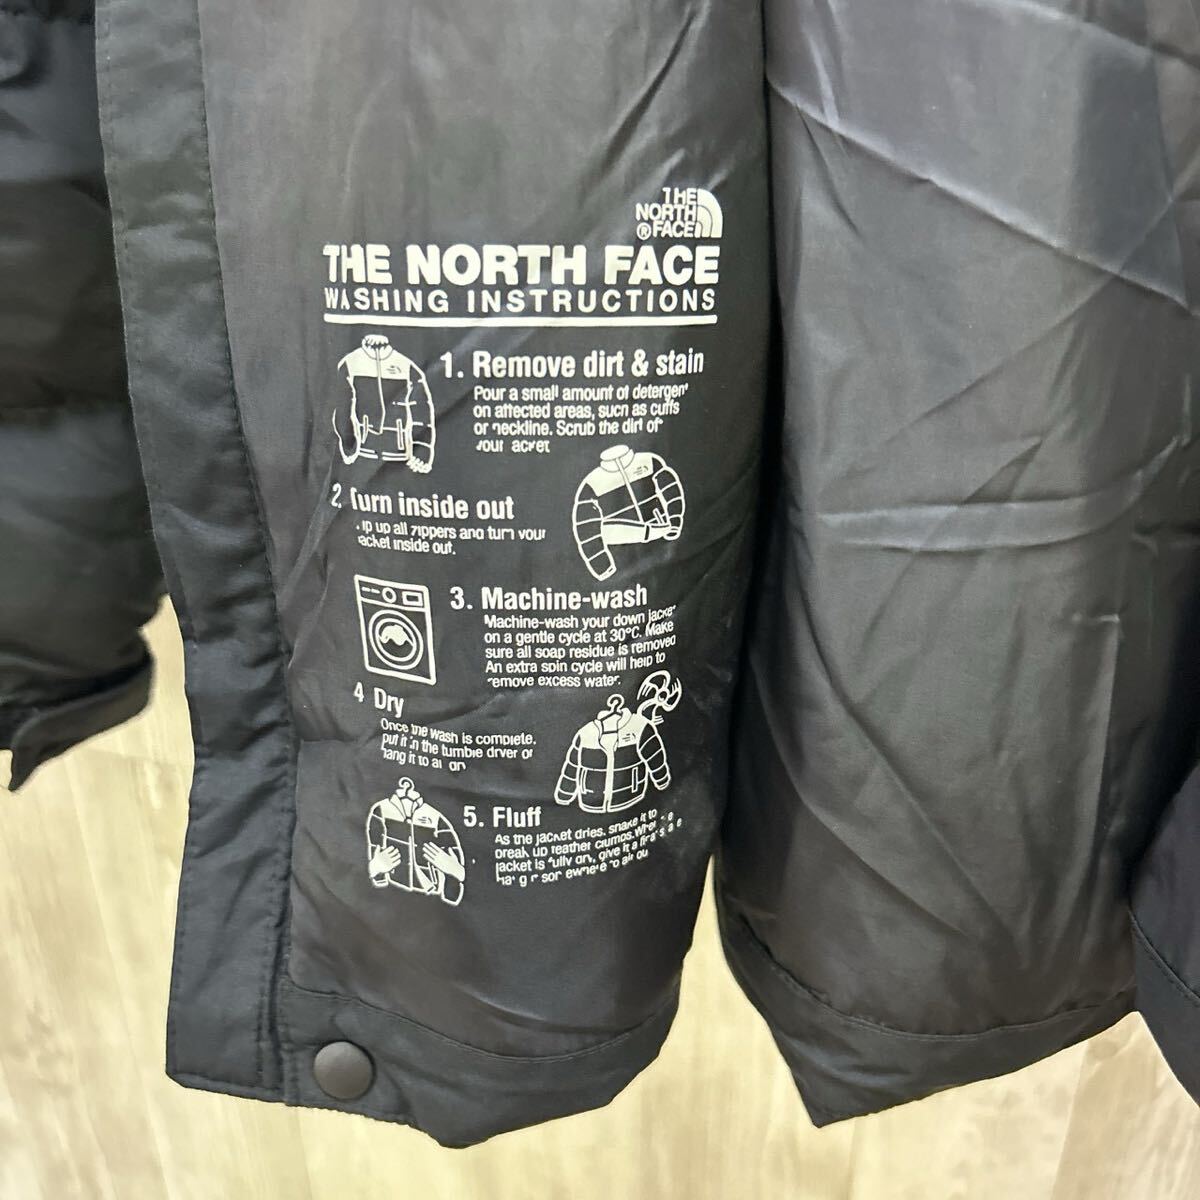 THE
NORTH
® FACE
THE NORTH FACE
WASHING INSTRUCTIONS
1. Remove dirt & stain
Pour a small amount of detergent
on affected areas, such as cuffs
or neckline. Scrub the dirt of
your
2. Turn inside out
up all zippers and turn your
jacket inside out.
3. Machine-wash
Machine-wash your down jacket
on a gentle cycle at 30°C. Make
sure all soap residue is removed
An extra spin cycle will help to
remove excess water.
4 Dry
Once the wash is complete,
put it in the tumble dryer or
hang it to
5. Fluff
As the jacket dries, shake it to
break up feather clumps.
jacket is fully dry, give it a